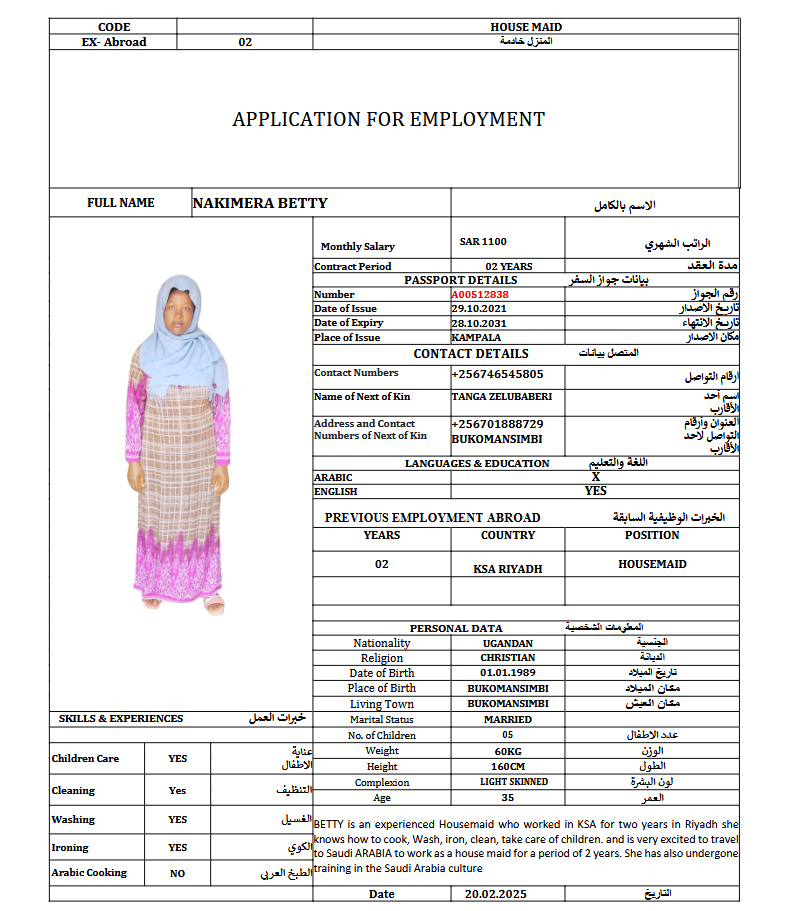 CODE HOUSE MAID
EX- Abroad 02 المنزل خادمة
APPLICATION FOR EMPLOYMENT
FULL NAME NAKIMERA BETTY الاسم بالكامل
Monthly Salary SAR 1100 الراتب الشهري
Contract Period 02 YEARS مدة العقد
PASSPORT DETAILS بيانات جواز السفر
Number A00512838 رقم الجواز
Date of Issue 29.10.2021 تاريخ الاصدار
Date of Expiry 28.10.2031 تاريخ الانتهاء
Place of Issue KAMPALA مكان الاصدار
CONTACT DETAILS المتصل بيانات
Contact Numbers +256746545805 ارقام التواصل
Name of Next of Kin TANGA ZELUBABERI اسم أحد
الأقارب
Address and Contact +256701888729 العنوان وأرقام
Numbers of Next of Kin BUKOMANSIMBI التواصل لاحد
الأقارب
LANGUAGES & EDUCATION اللغة والتعليم
ARABIC X
ENGLISH YES
PREVIOUS EMPLOYMENT ABROAD الخبرات الوظيفية السابقة
YEARS COUNTRY POSITION
02 KSA RIYADH HOUSEMAID
PERSONAL DATA المعلومات الشخصية
Nationality UGANDAN الجنسية
Religion CHRISTIAN الديانة
Date of Birth 01.01.1989 تاريخ الميلاد
Place of Birth BUKOMANSIMBI مكان الميلاد
Living Town BUKOMANSIMBI مكان العيش
Marital Status MARRIED
No. of Children 05 عدد الاطفال
Weight 60KG الوزن
Height 160CM الطول
Complexion LIGHT SKINNED لون البشرة
Age 35 العمر
SKILLS & EXPERIENCES خبرات العمل
Children Care YES عناية
الاطفال
Cleaning Yes التنظيف
Washing YES الغسيل
Ironing YES الكوي
Arabic Cooking NO الطبخ العربي
BETTY is an experienced Housemaid who worked in KSA for two years in Riyadh she
knows how to cook, Wash, iron, clean, take care of children. and is very excited to travel
to Saudi ARABIA to work as a house maid for a period of 2 years. She has also undergone
training in the Saudi Arabia culture
Date 20.02.2025 التاريخ